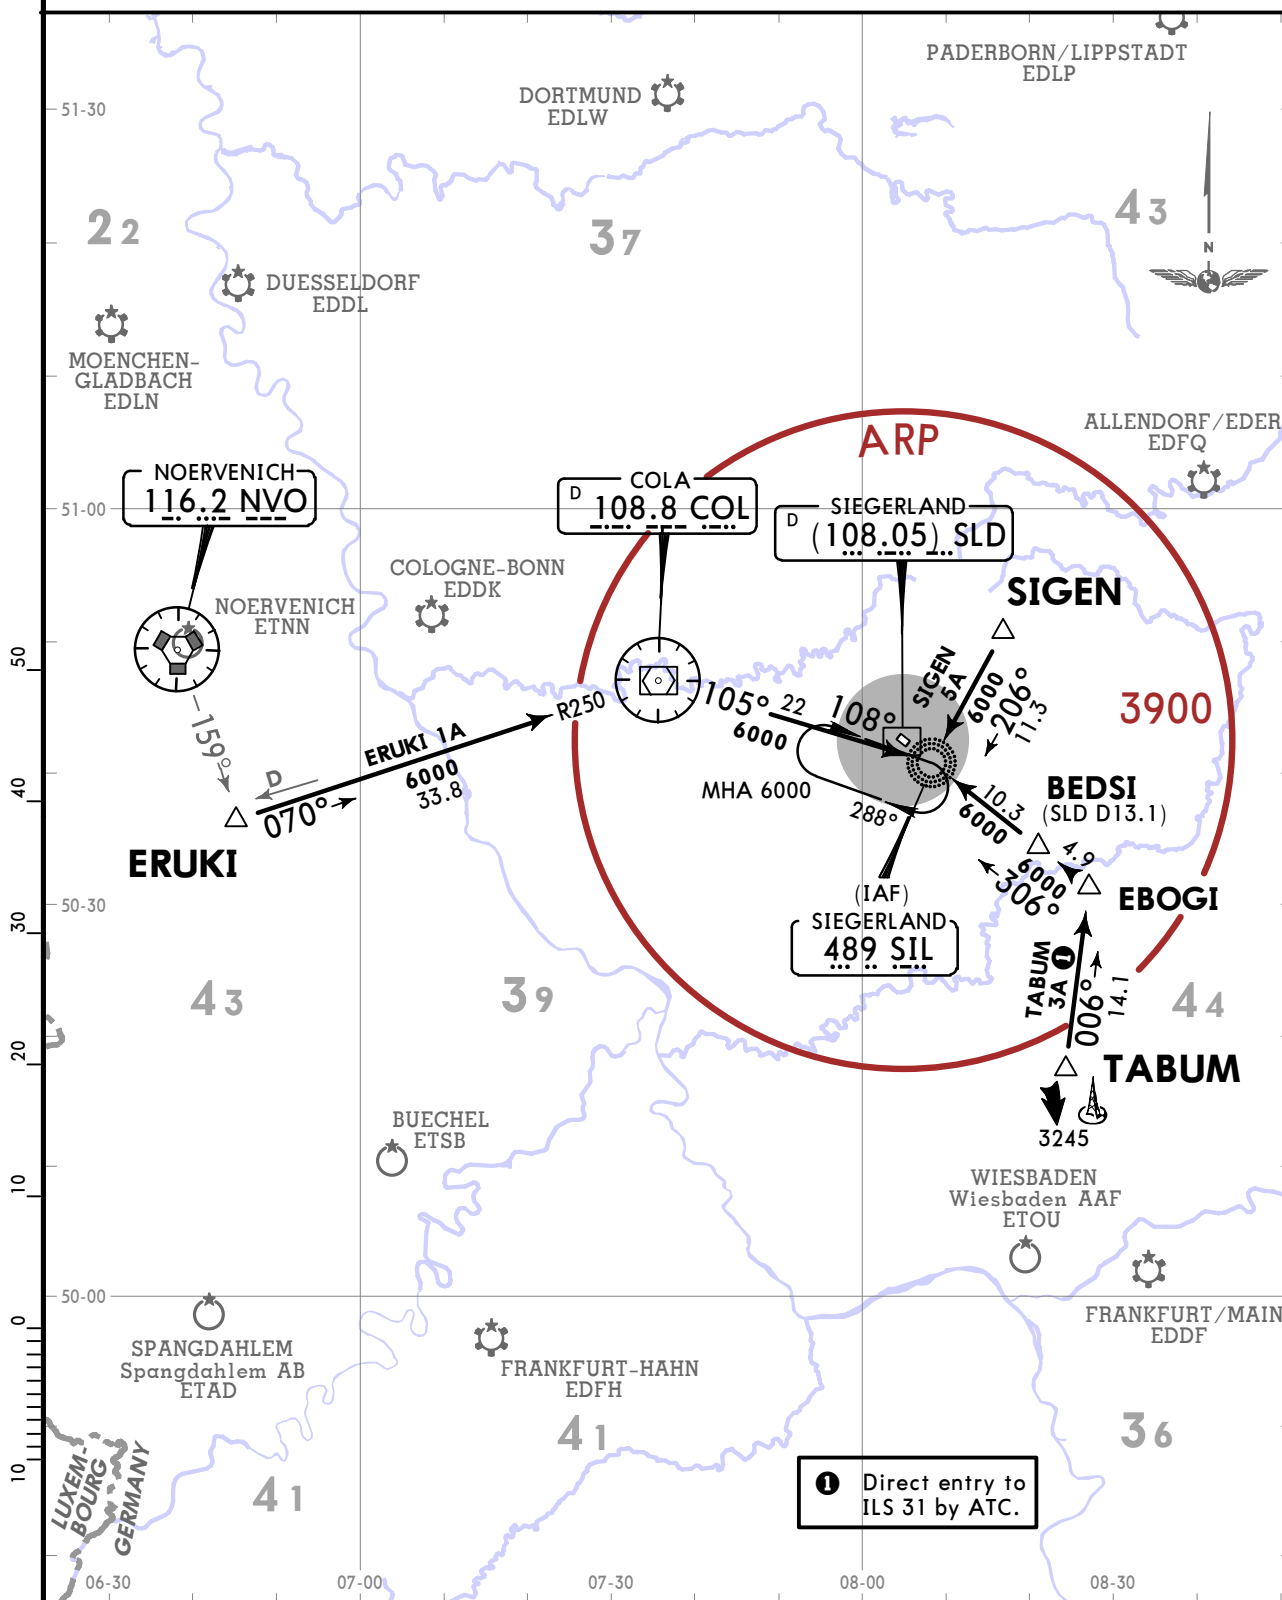 PADERBORN/LIPPSTADT
EDLP
DORTMUND
EDLW
51-30
22
37
43
N
DUESSELDORF
EDDL
MOENCHEN-
GLADBACH
EDLN
ALLENDORF/EDER
EDFQ
ARP
NOERVENICH
116.2 NVO
COLA
D 108.8 COL
SIEGERLAND
D (108.05) SLD
51-00
COLOGNE-BONN
EDDK
NOERVENICH
ETNN
SIGEN
SIGEN
5A
6000
206°
11.3
3900
159°
R250
105° 22
6000
108°
ERUKI 1A
6000
33.8
D
070°
ERUKI
MHA 6000
288°
10.3
6000
BEDSI
(SLD D13.1)
4.9
6000
306°
EBOGI
(IAF)
SIEGERLAND
489 SIL
50-30
TABUM
3A 1
006°
14.1
43
39
44
TABUM
3245
BUECHEL
ETSB
WIESBADEN
Wiesbaden AAF
ETOU
50-00
SPANGDAHLEM
Spangdahlem AB
ETAD
FRANKFURT-HAHN
EDFH
FRANKFURT/MAIN
EDDF
41
36
41
LUXEM-
BOURG
GERMANY
1 Direct entry to
ILS 31 by ATC.
50
40
30
20
10
0
10
06-30
07-00
07-30
08-00
08-30